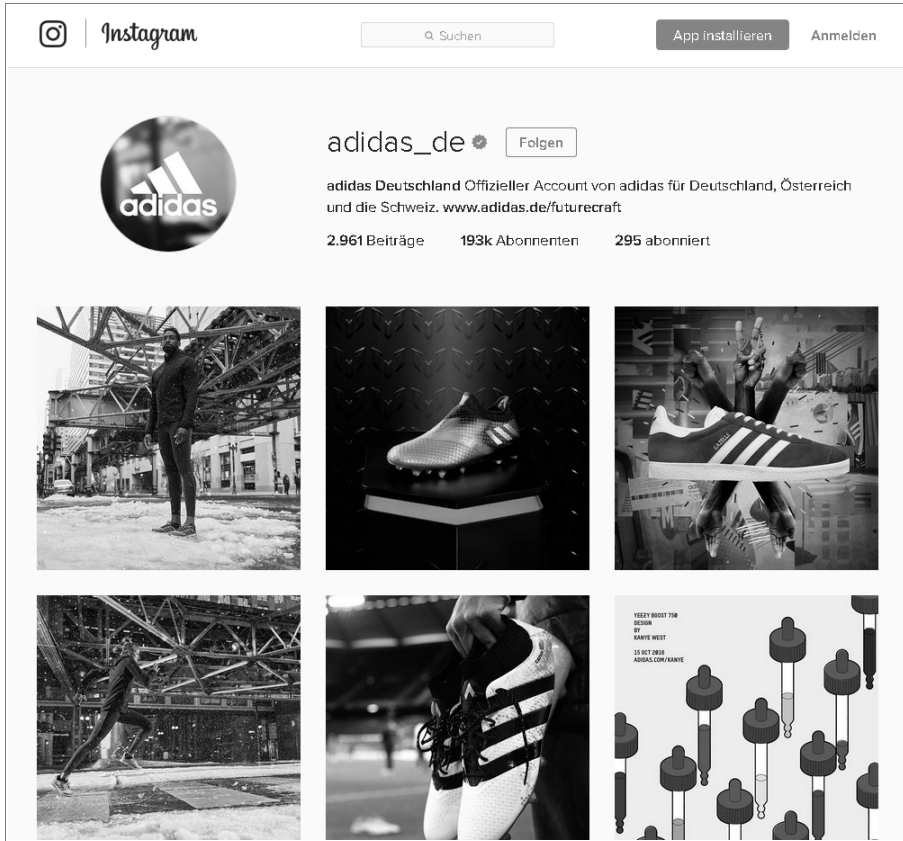 Instagram
Suchen
App installieren
Anmelden
adidas
adidas_de
Folgen
adidas Deutschland Offizieller Account von adidas für Deutschland, Österreich
und die Schweiz. www.adidas.de/futurecraft
2.961 Beiträge 193k Abonnenten 295 abonniert
GAZELLE
YEEZY BOOST 750
DESIGN
BY
KANYE WEST
15 OCT 2016
ADIDAS.COM/KANYE